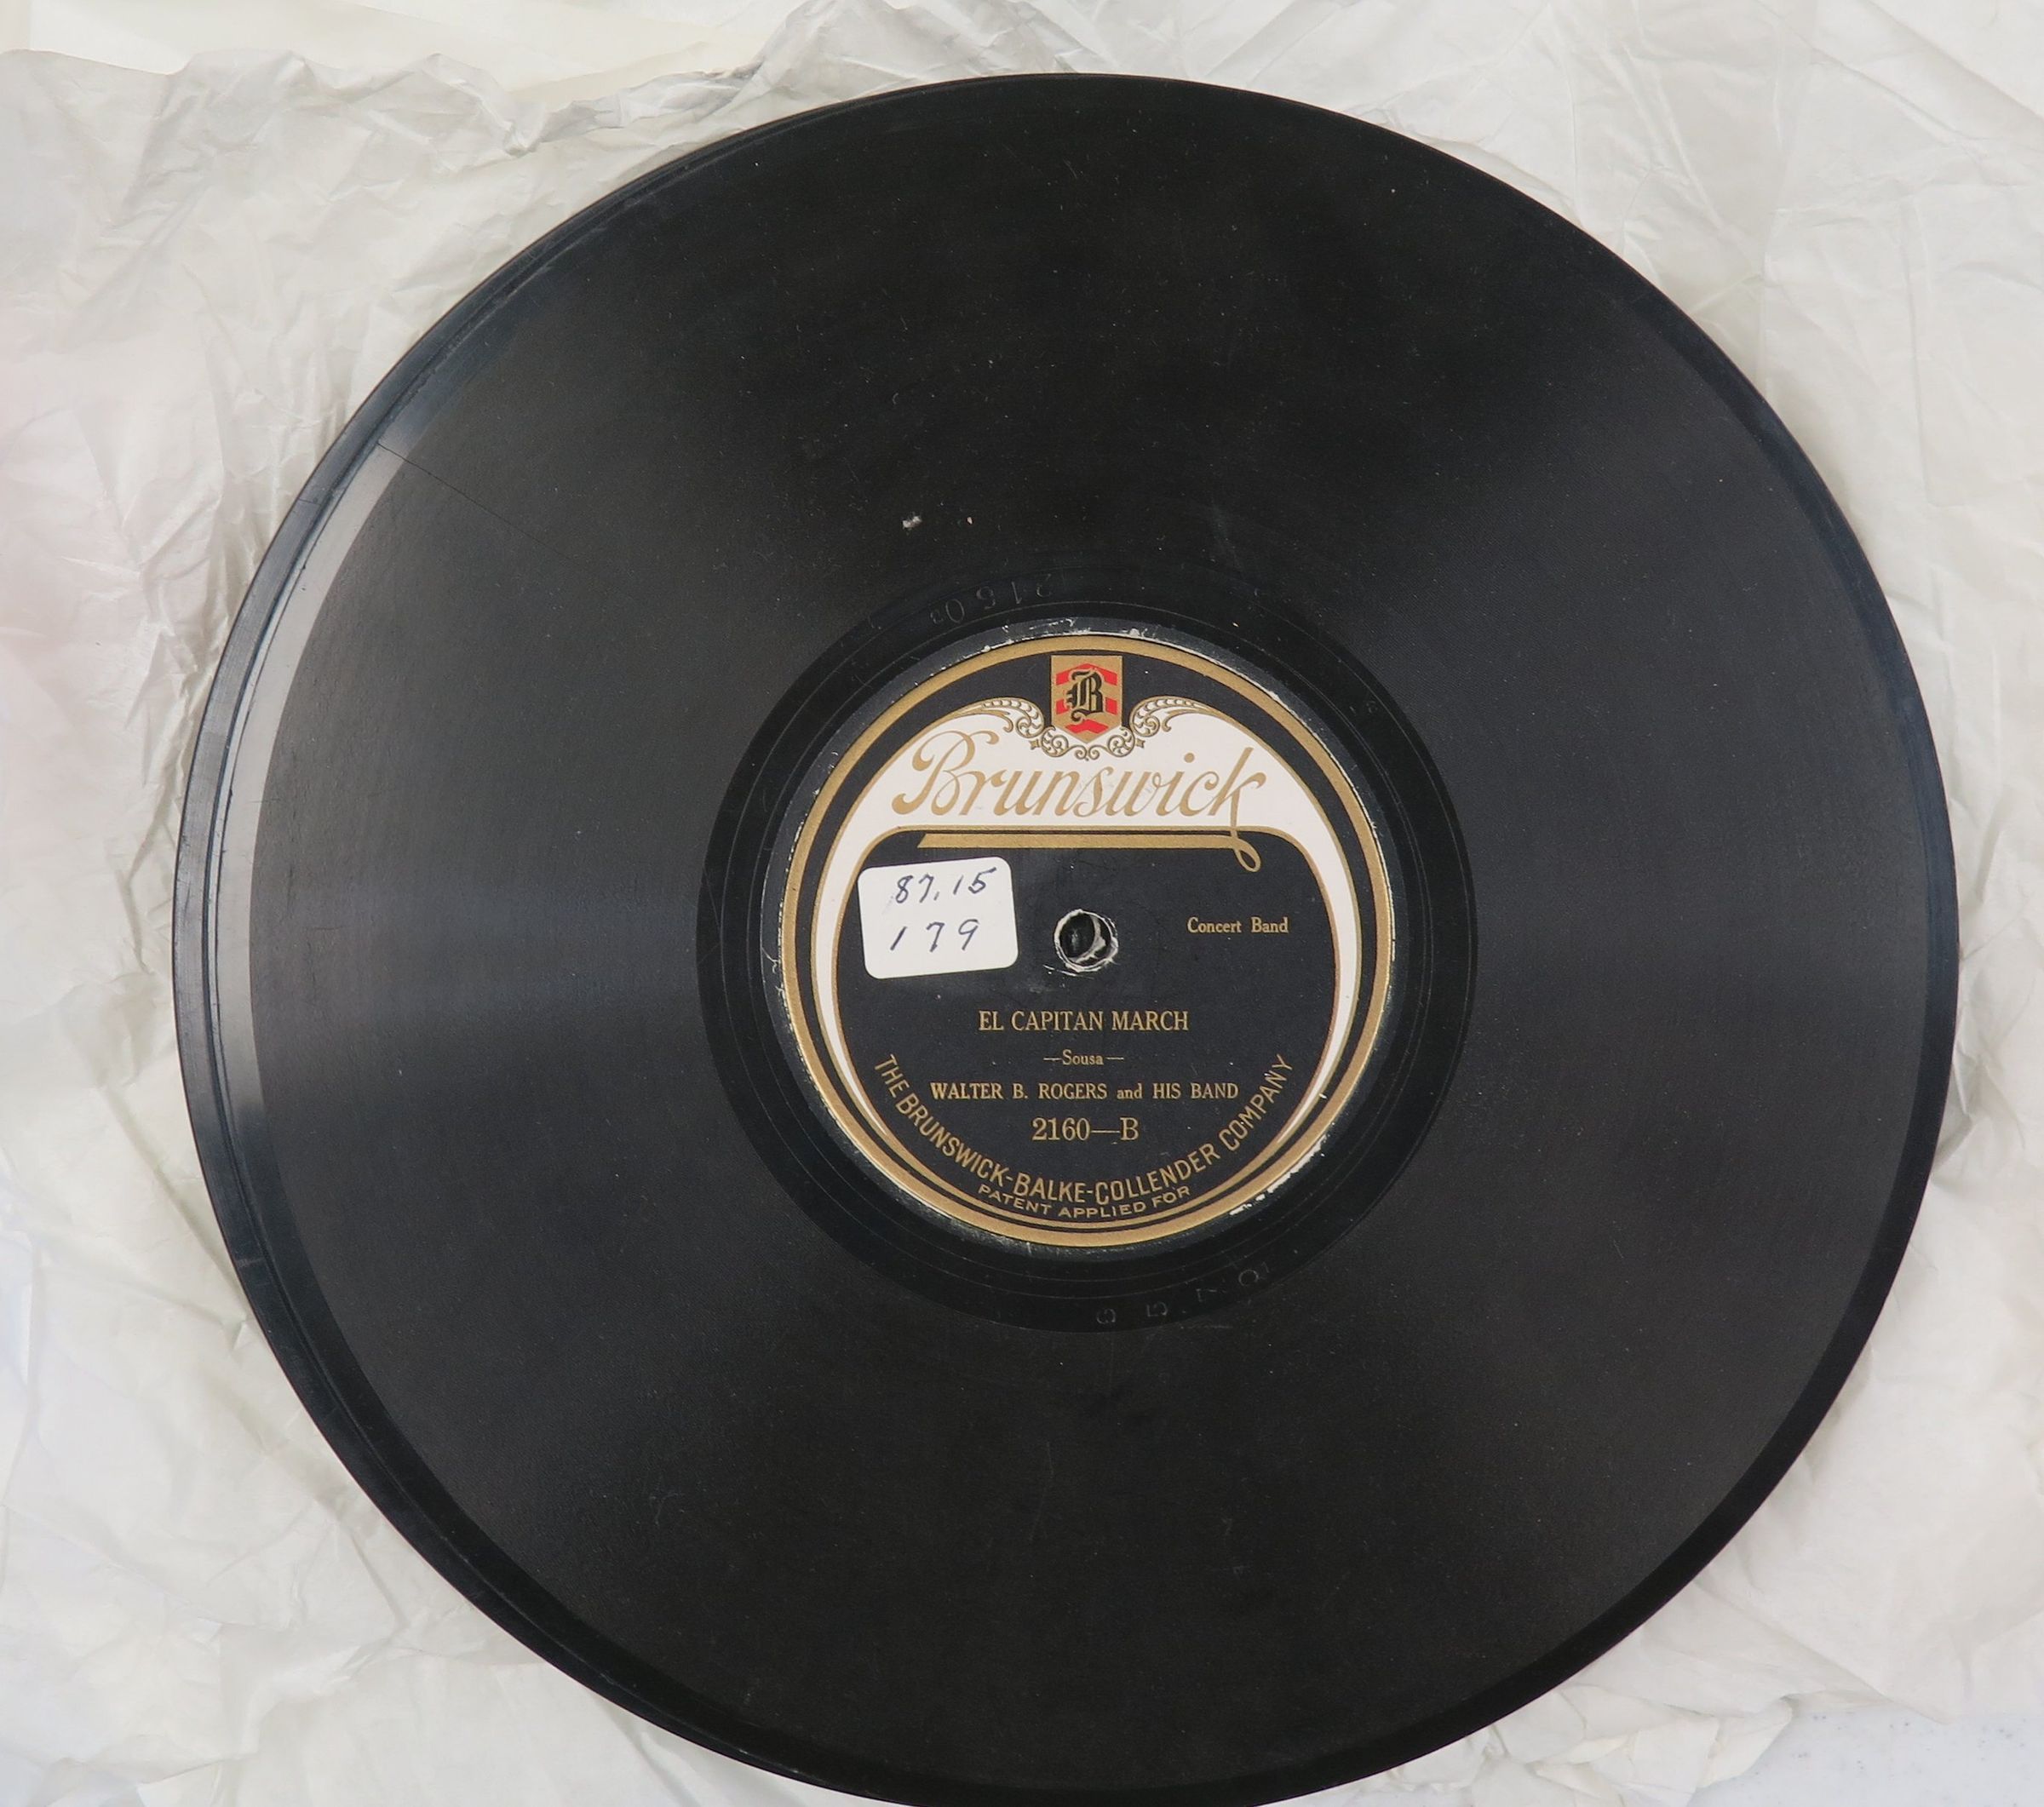 2160
B
Brunswick
87.15
179
Concert Band
EL CAPITAN MARCH
—Sousa—
WALTER B. ROGERS and HIS BAND
2160—B
THE BRUNSWICK-BALKE-COLLENDER COMPANY
PATENT APPLIED FOR